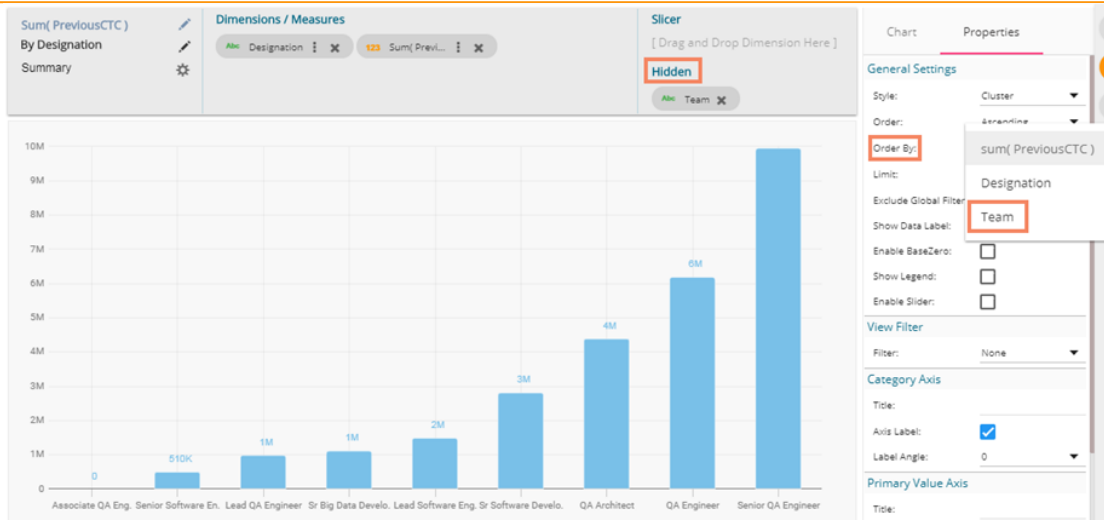 Sum( PreviousCTC )
By Designation
Summary
Dimensions / Measures
Abc Designation
123 Sum( Previ...
Slicer
[ Drag and Drop Dimension Here ]
Hidden
Abc Team
Chart Properties
General Settings
Style: Cluster
Order: Ascending
Order By:
sum( PreviousCTC )
Limit:
Designation
Exclude Global Filter
Team
Show Data Label:
Enable BaseZero:
Show Legend:
Enable Slider:
View Filter
Filter: None
Category Axis
Title:
Axis Label:
Label Angle: 0
Primary Value Axis
Title:
10M
9M
8M
7M
6M
5M
4M
3M
2M
1M
0
0
510K
1M
1M
2M
3M
4M
6M
Associate QA Eng. Senior Software En. Lead QA Engineer Sr Big Data Develo. Lead Software Eng. Sr Software Develo. QA Architect QA Engineer Senior QA Engineer